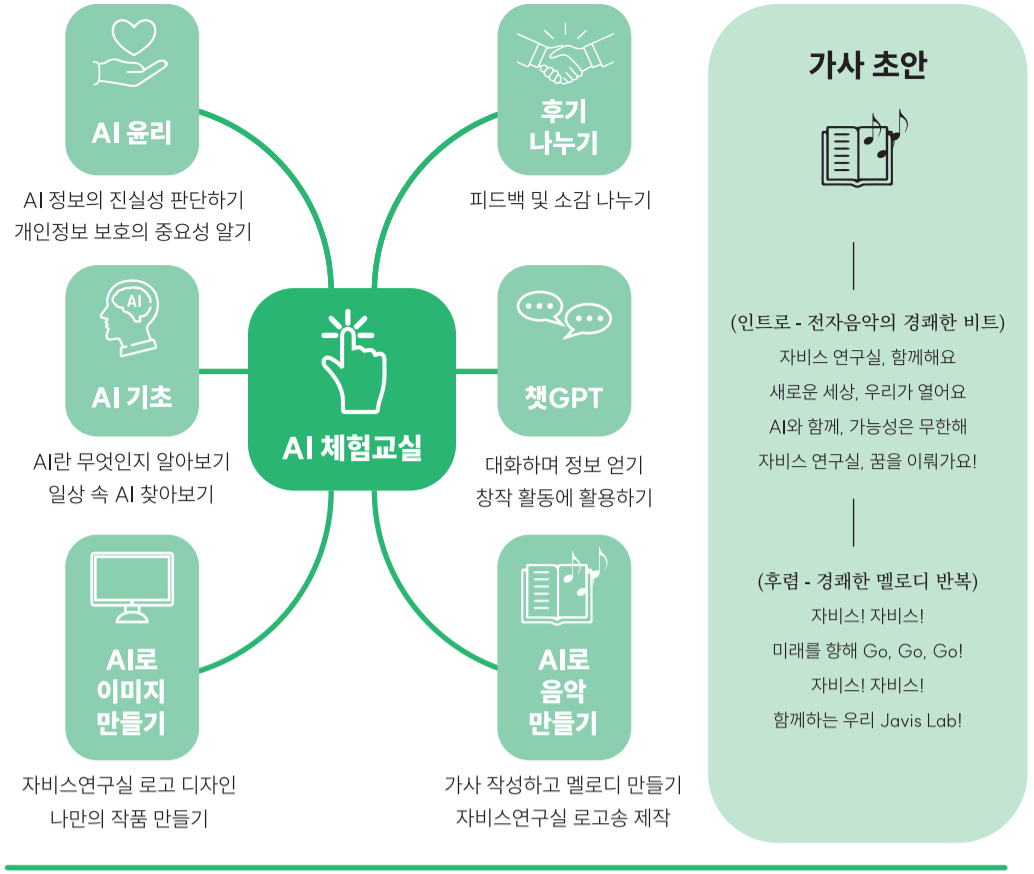 AI 윤리
AI 정보의 진실성 판단하기
개인정보 보호의 중요성 알기
후기
나누기
피드백 및 소감 나누기
AI
AI 기초
AI란 무엇인지 알아보기
일상 속 AI 찾아보기
AI 체험교실
챗GPT
대화하며 정보 얻기
창작 활동에 활용하기
AI로
이미지
만들기
자비스연구실 로고 디자인
나만의 작품 만들기
AI로
음악
만들기
가사 작성하고 멜로디 만들기
자비스연구실 로고송 제작
가사 초안
(인트로 - 전자음악의 경쾌한 비트)
자비스 연구실, 함께해요
새로운 세상, 우리가 열어요
AI와 함께, 가능성은 무한해
자비스 연구실, 꿈을 이뤄가요!
(후렴 - 경쾌한 멜로디 반복)
자비스! 자비스!
미래를 향해 Go, Go, Go!
자비스! 자비스!
함께하는 우리 Javis Lab!